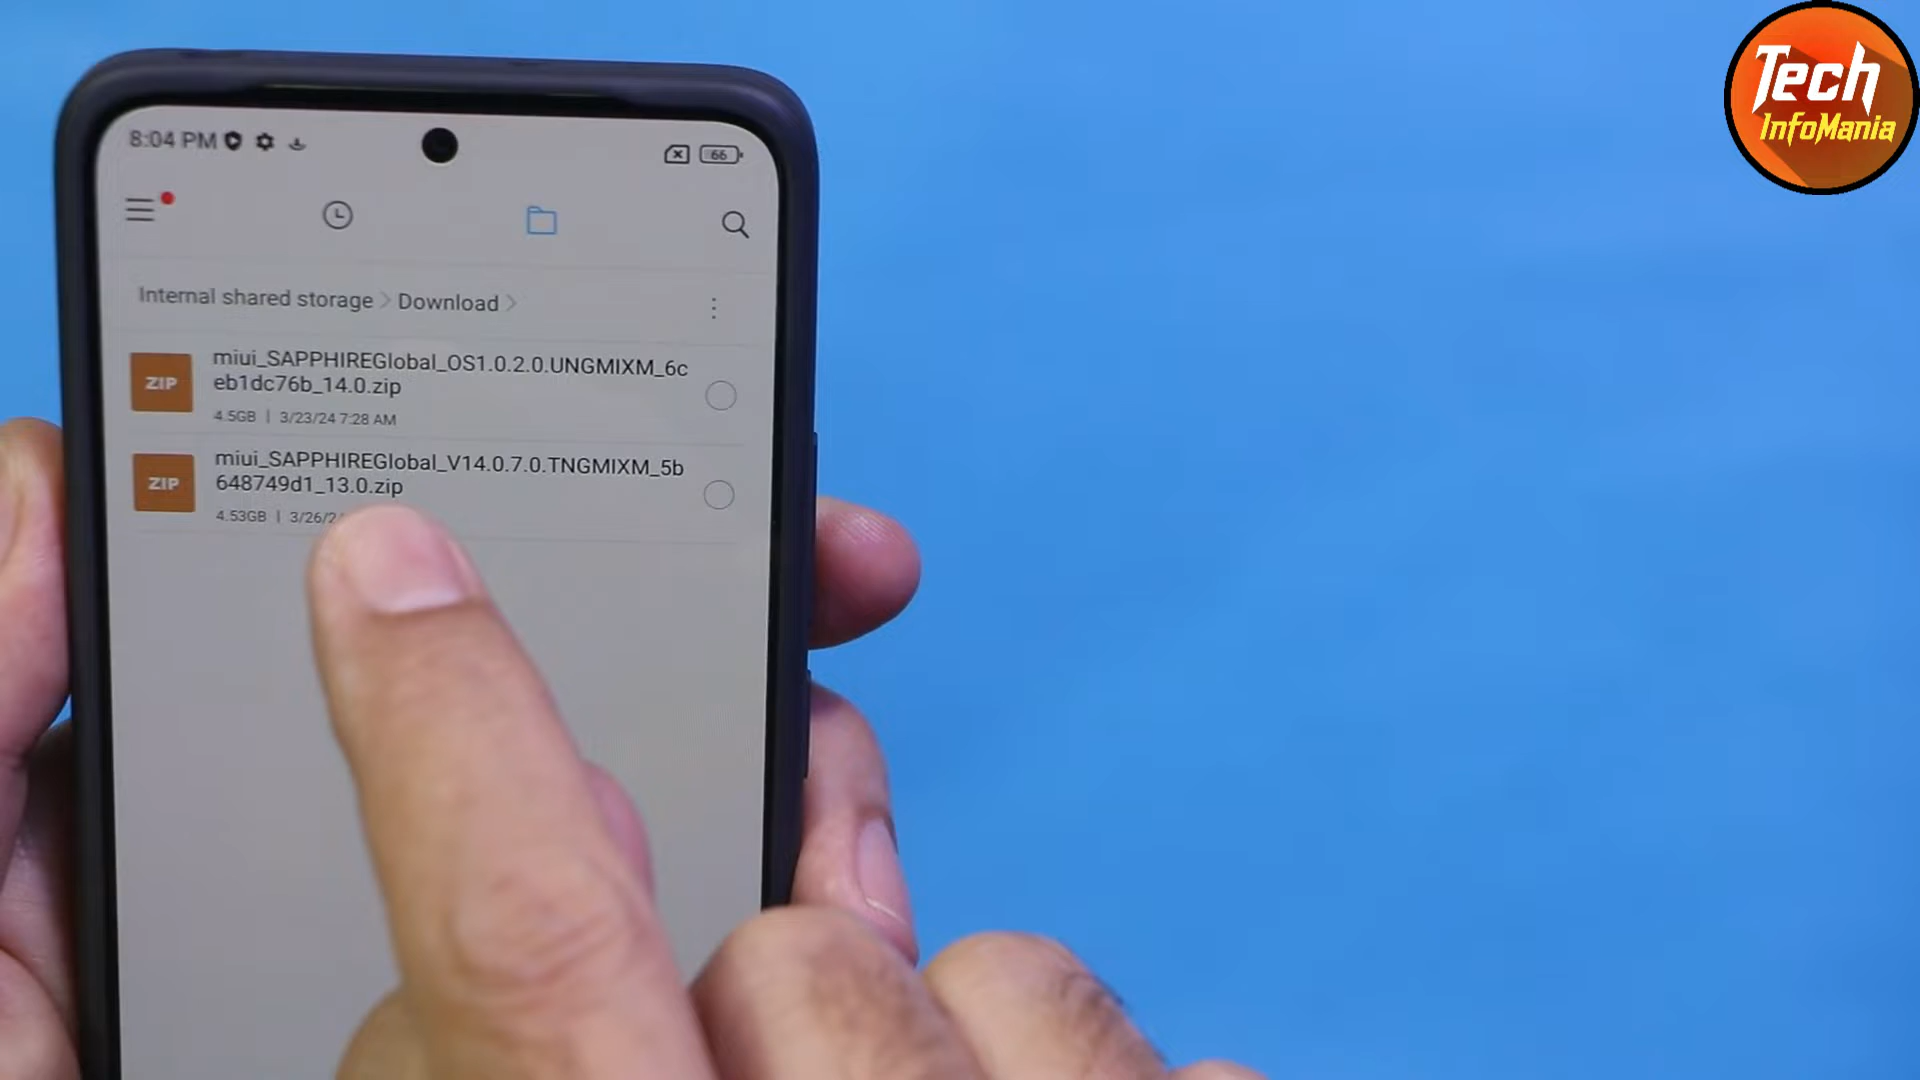 Tech
InfoMania
8:04 PM
66
Internal shared storage > Download >
miui_SAPPHIREGlobal_OS1.0.2.0.UNGMIXM_6c
eb1dc76b_14.0.zip
ZIP
4.5GB | 3/23/24 7:28 AM
miui_SAPPHIREGlobal_V14.0.7.0.TNGMIXM_5b
648749d1_13.0.zip
ZIP
4.53GB | 3/26/2